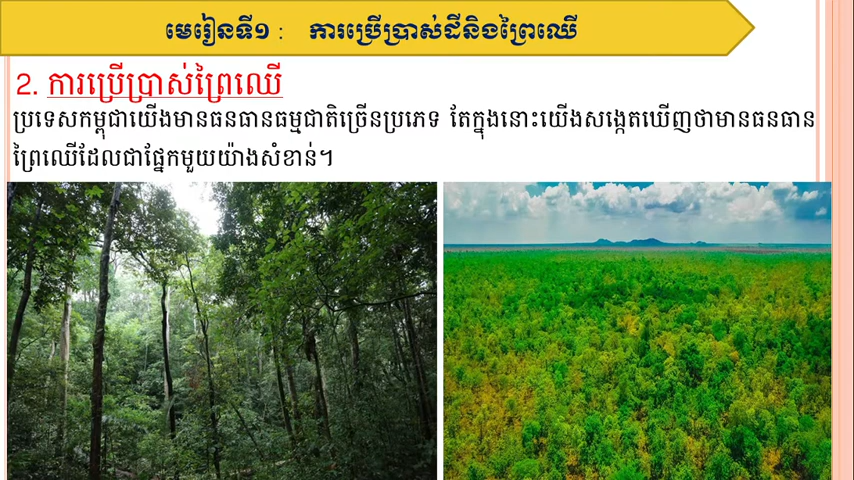 មេរៀនទី១ : ការប្រើប្រាស់ដីនិងព្រៃឈើ
2. ការប្រើប្រាស់ព្រៃឈើ
ប្រទេសកម្ពុជាយើងមានធនធានធម្មជាតិច្រើនប្រភេទ តែក្នុងនោះយើងសង្កេតឃើញថាមានធនធាន
ព្រៃឈើដែលជាផ្នែកមួយយ៉ាងសំខាន់។